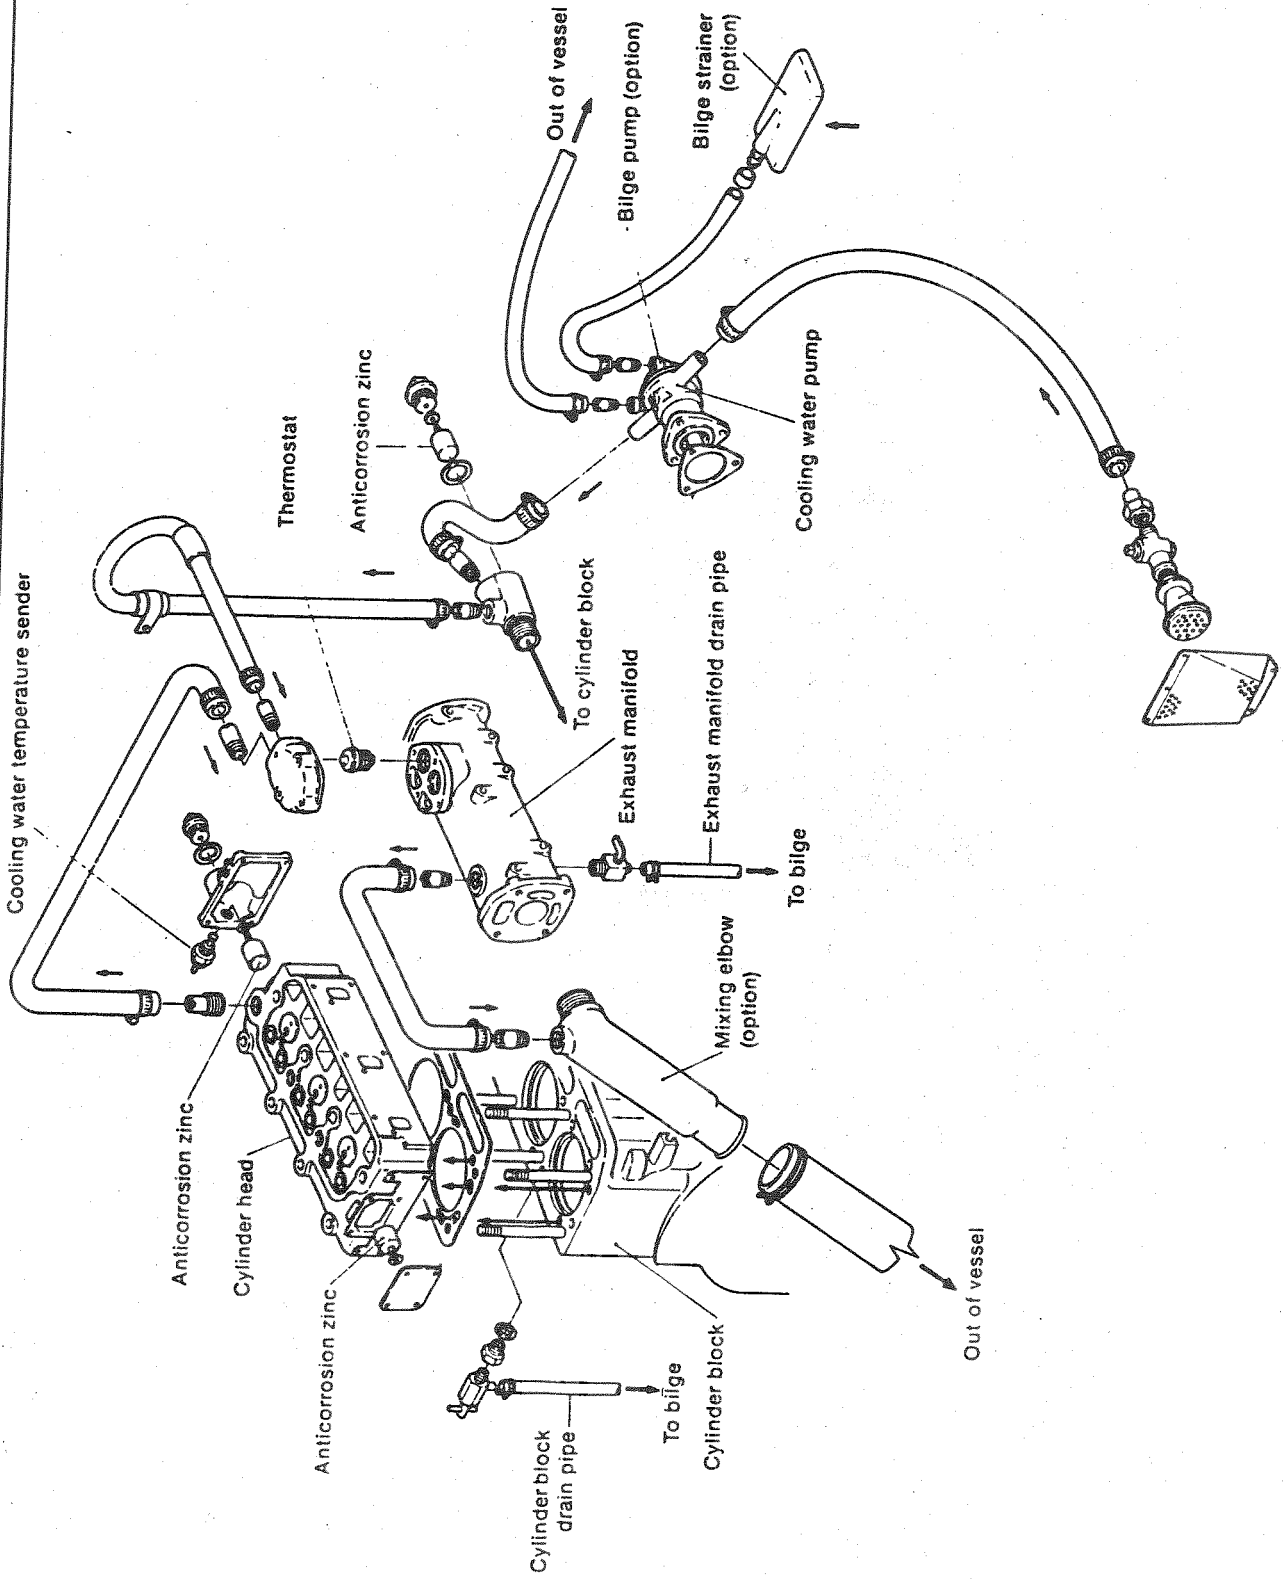 Cooling water temperature sender
Thermostat
Anticorrosion zinc
Out of vessel
Bilge pump (option)
Bilge strainer
(option)
Cooling water pump
To cylinder block
Exhaust manifold
Exhaust manifold drain pipe
To bilge
Mixing elbow
(option)
Anticorrosion zinc
Cylinder head
Anticorrosion zinc
Cylinder block
drain pipe
To bilge
Cylinder block
Out of vessel